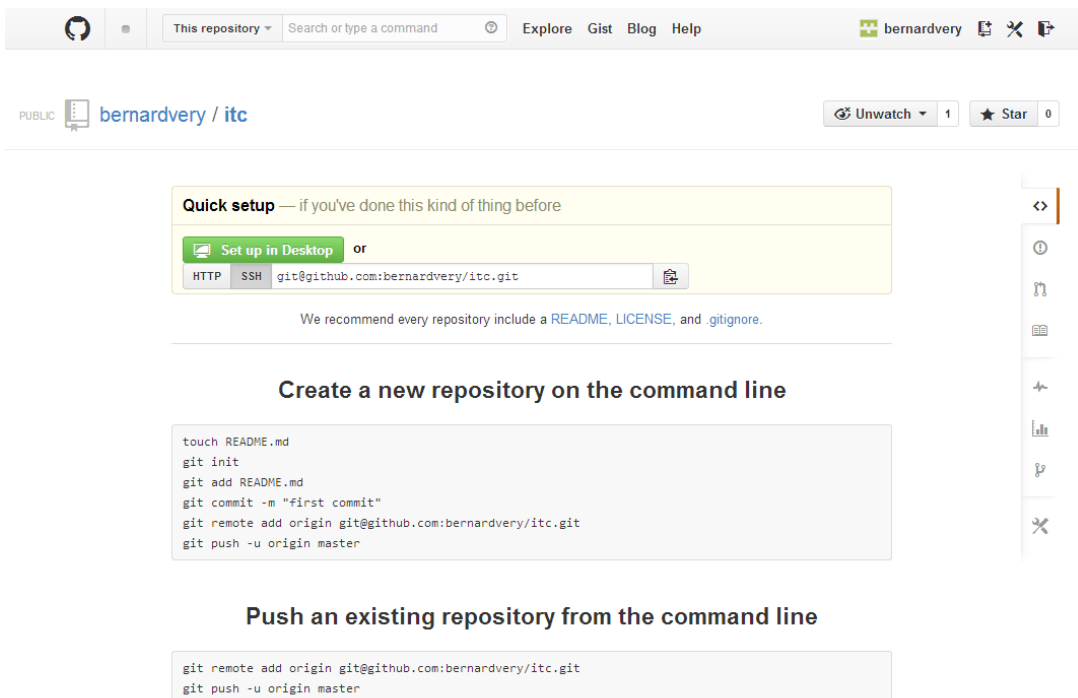 This repository Search or type a command Explore Gist Blog Help bernardvery
PUBLIC bernardvery / itc Unwatch 1 Star 0
Quick setup — if you've done this kind of thing before
Set up in Desktop or
HTTP SSH git@github.com:bernardvery/itc.git
We recommend every repository include a README, LICENSE, and .gitignore.
Create a new repository on the command line
touch README.md
git init
git add README.md
git commit -m "first commit"
git remote add origin git@github.com:bernardvery/itc.git
git push -u origin master
Push an existing repository from the command line
git remote add origin git@github.com:bernardvery/itc.git
git push -u origin master